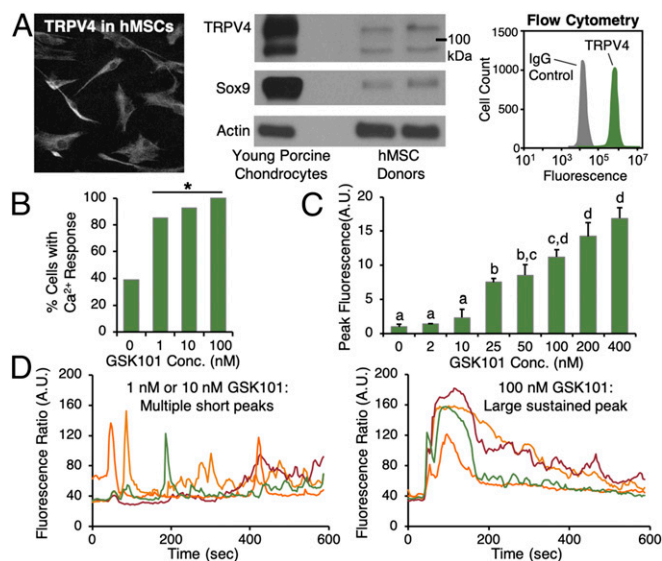 A
TRPV4 in hMSCs
TRPV4
100
kDa
Sox9
Actin
Young Porcine
Chondrocytes
hMSC
Donors
Flow Cytometry
IgG
Control
TRPV4
Cell Count
1500
1000
500
0
10¹ 10³ 10⁵ 10⁷
Fluorescence
B
% Cells with
Ca²⁺ Response
100
80
60
40
20
0
*
0 1 10 100
GSK101 Conc. (nM)
C
Peak Fluorescence(A.U.)
20
15
10
5
0
a a a b b,c c,d d d
0 2 10 25 50 100 200 400
GSK101 Conc. (nM)
D
Fluorescence Ratio (A.U.)
200
160
120
80
40
0
1 nM or 10 nM GSK101:
Multiple short peaks
0 200 400 600
Time (sec)
Fluorescence Ratio (A.U.)
200
160
120
80
40
0
100 nM GSK101:
Large sustained peak
0 200 400 600
Time (sec)